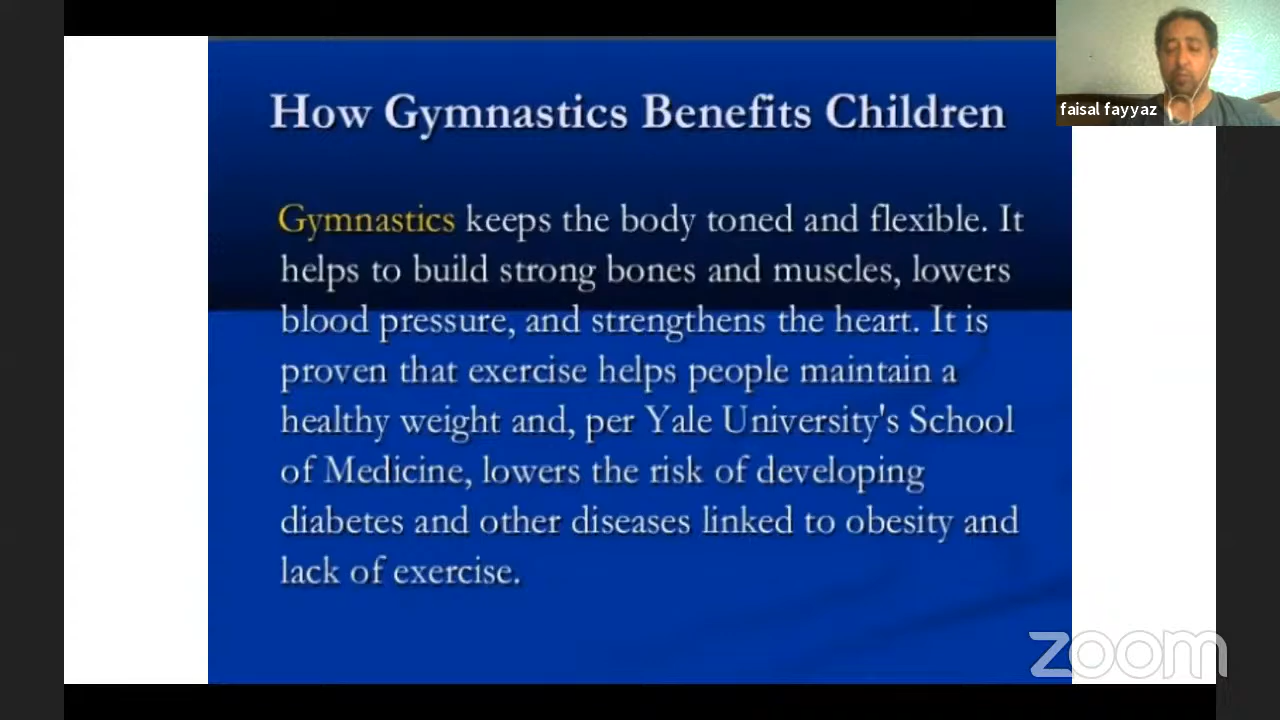 How Gymnastics Benefits Children
faisal fayyaz
Gymnastics keeps the body toned and flexible. It
helps to build strong bones and muscles, lowers
blood pressure, and strengthens the heart. It is
proven that exercise helps people maintain a
healthy weight and, per Yale University's School
of Medicine, lowers the risk of developing
diabetes and other diseases linked to obesity and
lack of exercise.
zoom